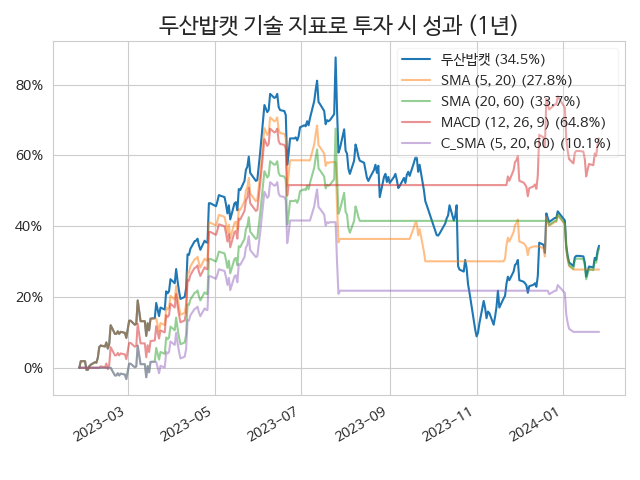 두산밥캣 기술 지표로 투자 시 성과 (1년)
두산밥캣 (34.5%)
SMA (5, 20) (27.8%)
SMA (20, 60) (33.7%)
MACD (12, 26, 9) (64.8%)
C_SMA (5, 20, 60) (10.1%)
80%
60%
40%
20%
0%
2023-03
2023-05
2023-07
2023-09
2023-11
2024-01